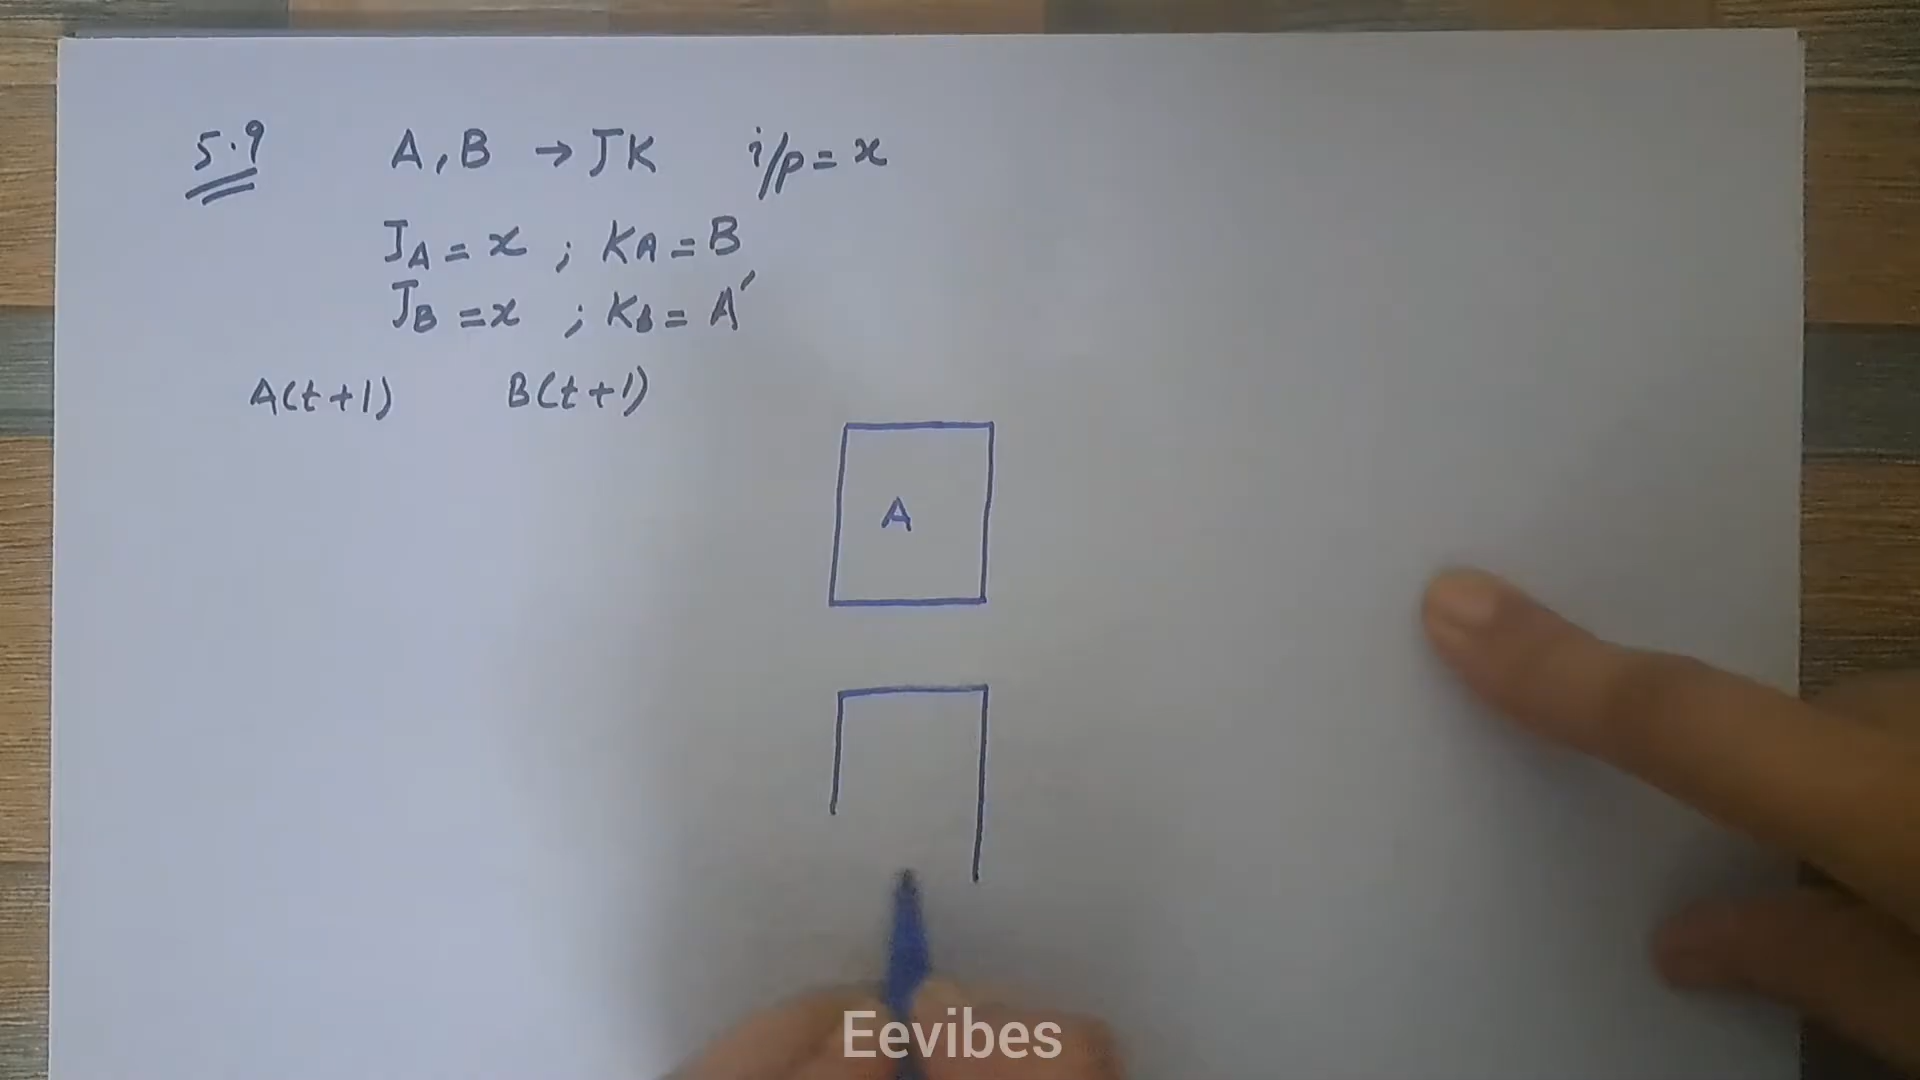 5.9 A, B → JK i/p = x
JA = x ; KA = B
JB = x ; KB = A'
A(t+1) B(t+1)
A
Eevibes